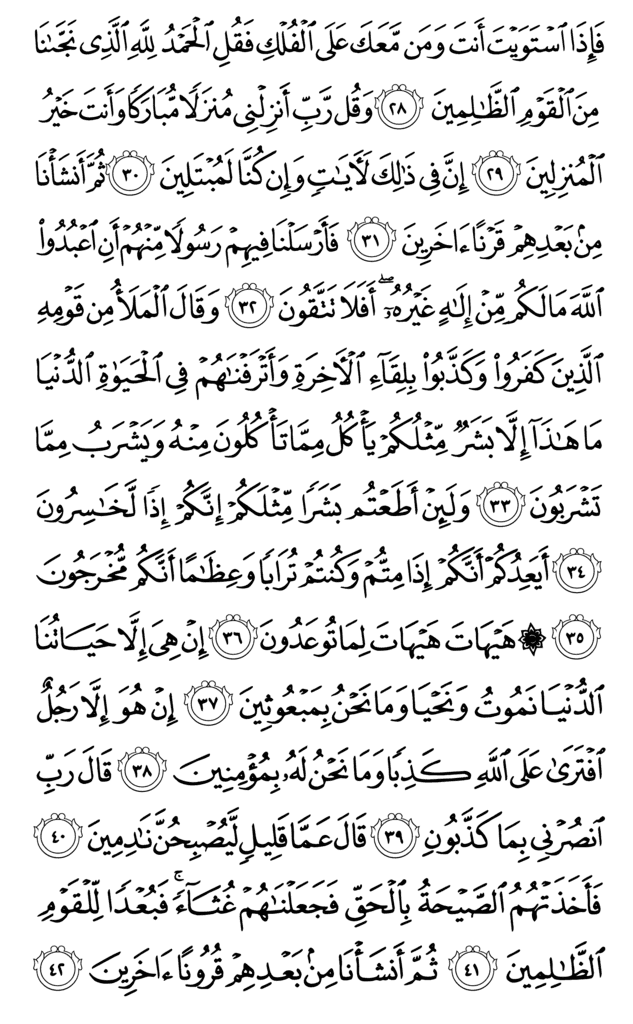 فَإِذَا ٱسْتَوَيْتَ أَنتَ وَمَن مَّعَكَ عَلَى ٱلْفُلْكِ فَقُلِ ٱلْحَمْدُ لِلَّهِ ٱلَّذِى نَجَّىٰنَا
مِنَ ٱلْقَوْمِ ٱلظَّٰلِمِينَ ٢٨ وَقُل رَّبِّ أَنزِلْنِى مُنزَلًا مُّبَارَكًا وَأَنتَ خَيْرُ
ٱلْمُنزِلِينَ ٢٩ إِنَّ فِى ذَٰلِكَ لَءَايَٰتٍ وَإِن كُنَّا لَمُبْتَلِينَ ٣٠ ثُمَّ أَنشَأْنَا
مِنۢ بَعْدِهِمْ قَرْنًا ءَاخَرِينَ ٣١ فَأَرْسَلْنَا فِيهِمْ رَسُولًا مِّنْهُمْ أَنِ ٱعْبُدُوا۟
ٱللَّهَ مَا لَكُم مِّنْ إِلَٰهٍ غَيْرُهُۥٓ ۖ أَفَلَا تَتَّقُونَ ٣٢ وَقَالَ ٱلْمَلَأُ مِن قَوْمِهِ
ٱلَّذِينَ كَفَرُوا۟ وَكَذَّبُوا۟ بِلِقَآءِ ٱلْءَاخِرَةِ وَأَتْرَفْنَٰهُمْ فِى ٱلْحَيَوٰةِ ٱلدُّنْيَا
مَا هَٰذَآ إِلَّا بَشَرٌ مِّثْلُكُمْ يَأْكُلُ مِمَّا تَأْكُلُونَ مِنْهُ وَيَشْرَبُ مِمَّا
تَشْرَبُونَ ٣٣ وَلَئِنْ أَطَعْتُم بَشَرًا مِّثْلَكُمْ إِنَّكُمْ إِذًا لَّخَٰسِرُونَ
٣٤ أَيَعِدُكُمْ أَنَّكُمْ إِذَا مِتُّمْ وَكُنتُمْ تُرَابًا وَعِظَٰمًا أَنَّكُم مُّخْرَجُونَ
٣٥ ۞ هَيْهَاتَ هَيْهَاتَ لِمَا تُوعَدُونَ ٣٦ إِنْ هِىَ إِلَّا حَيَاتُنَا
ٱلدُّنْيَا نَمُوتُ وَنَحْيَا وَمَا نَحْنُ بِمَبْعُوثِينَ ٣٧ إِنْ هُوَ إِلَّا رَجُلٌ
ٱفْتَرَىٰ عَلَى ٱللَّهِ كَذِبًا وَمَا نَحْنُ لَهُۥ بِمُؤْمِنِينَ ٣٨ قَالَ رَبِّ
ٱنصُرْنِى بِمَا كَذَّبُونِ ٣٩ قَالَ عَمَّا قَلِيلٍ لَّيُصْبِحُنَّ نَٰدِمِينَ ٤٠
فَأَخَذَتْهُمُ ٱلصَّيْحَةُ بِٱلْحَقِّ فَجَعَلْنَٰهُمْ غُثَآءً ۚ فَبُعْدًا لِّلْقَوْمِ
ٱلظَّٰلِمِينَ ٤١ ثُمَّ أَنشَأْنَا مِنۢ بَعْدِهِمْ قُرُونًا ءَاخَرِينَ ٤٢